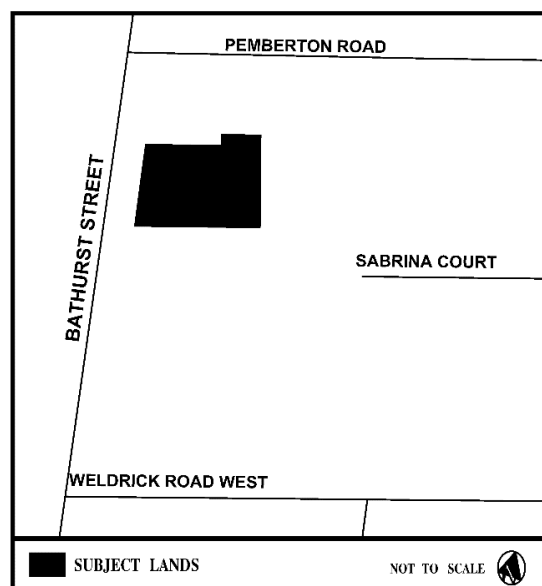 PEMBERTON ROAD
BATHURST STREET
SABRINA COURT
WELDRICK ROAD WEST
SUBJECT LANDS
NOT TO SCALE